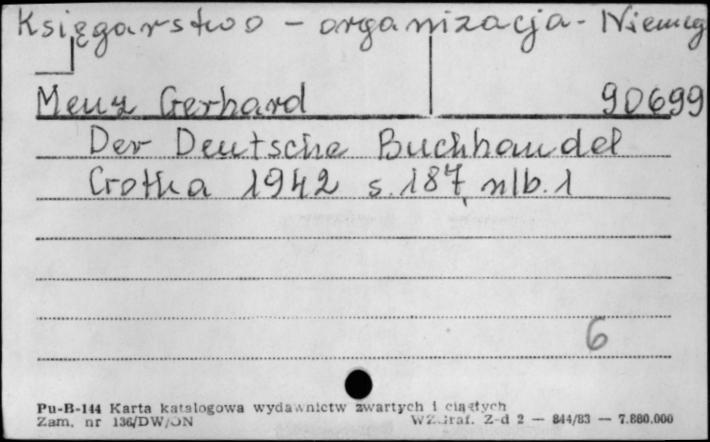 Księgarstwo - organizacja - Niemcy
Menz Gerhard 90699
Der Deutsche Buchhandel
Gotha 1942 s. 187, nlb. 1
6
Pu-B-144 Karta katalogowa wydawnictw zwartych i ciągłych
Zam. nr 136/DW/ON WZGraf. Z-d 2 — 844/83 — 7.880.000